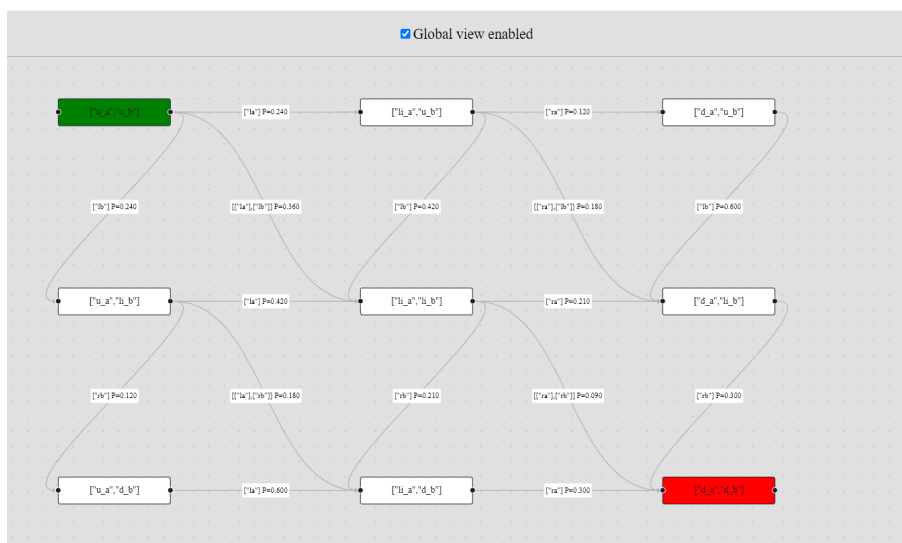 Global view enabled
["u_a","u_b"]
["la"] P=0.240
["li_a","u_b"]
["ra"] P=0.120
["d_a","u_b"]
["lb"] P=0.240
[["la"],["lb"]] P=0.360
["lb"] P=0.420
[["ra"],["lb"]] P=0.180
["lb"] P=0.600
["u_a","li_b"]
["la"] P=0.420
["li_a","li_b"]
["ra"] P=0.210
["d_a","li_b"]
["rb"] P=0.120
[["la"],["rb"]] P=0.180
["rb"] P=0.210
[["ra"],["rb"]] P=0.090
["rb"] P=0.300
["u_a","d_b"]
["la"] P=0.600
["li_a","d_b"]
["ra"] P=0.300
["d_a","d_b"]